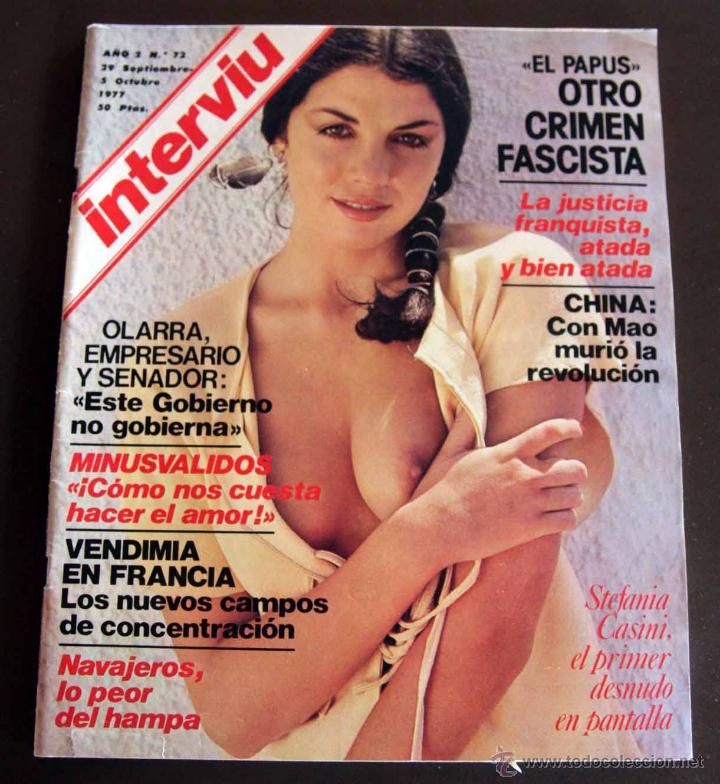 AÑO 2 N.º 72
29 Septiembre-
5 Octubre
1977
50 Ptas.
interviu
«EL PAPUS»
OTRO
CRIMEN
FASCISTA
La justicia
franquista,
atada
y bien atada
CHINA:
Con Mao
murió la
revolución
OLARRA,
EMPRESARIO
Y SENADOR:
«Este Gobierno
no gobierna»
MINUSVALIDOS
«¡Cómo nos cuesta
hacer el amor!»
VENDIMIA
EN FRANCIA
Los nuevos campos
de concentración
Navajeros,
lo peor
del hampa
Stefania
Casini,
el primer
desnudo
en pantalla
© www.todocoleccion.net